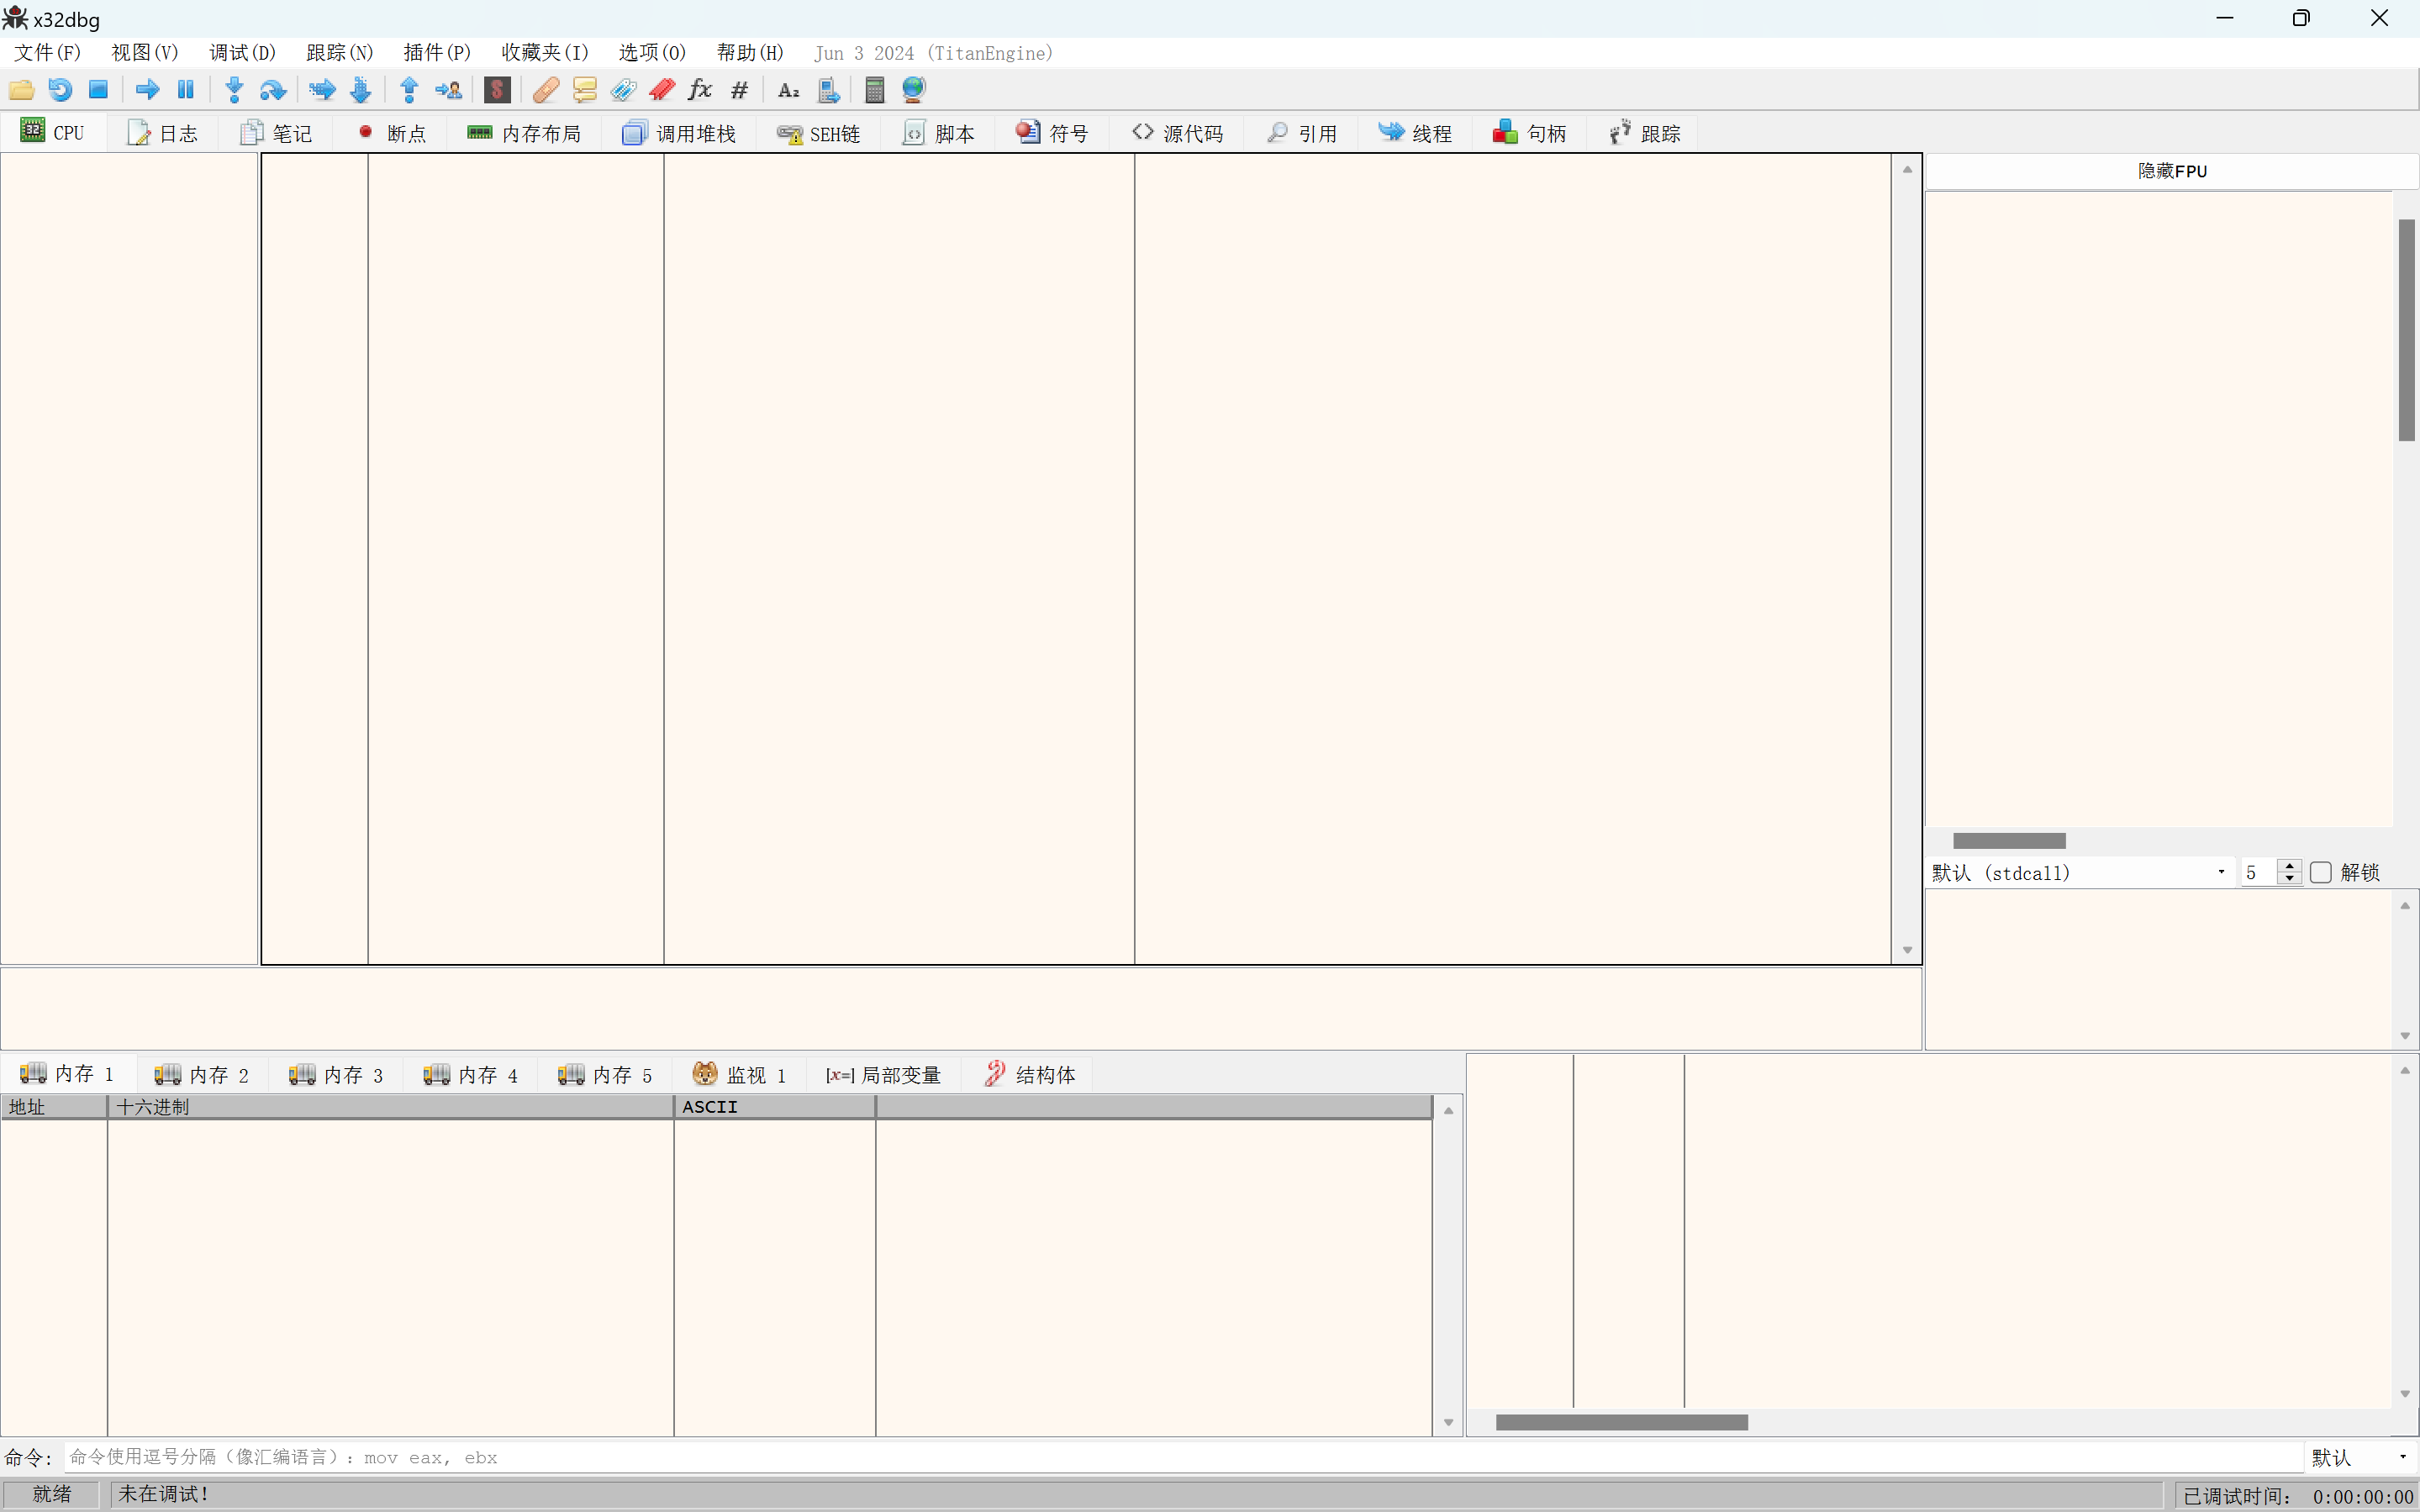 x32dbg
文件(F) 视图(V) 调试(D) 跟踪(N) 插件(P) 收藏夹(I) 选项(O) 帮助(H) Jun 3 2024 (TitanEngine)
CPU 日志 笔记 断点 内存布局 调用堆栈 SEH链 脚本 符号 源代码 引用 线程 句柄 跟踪
隐藏FPU
默认 (stdcall) 5 解锁
内存 1 内存 2 内存 3 内存 4 内存 5 监视 1 [x=] 局部变量 结构体
地址 十六进制 ASCII
命令: 命令使用逗号分隔（像汇编语言）: mov eax, ebx 默认
就绪 未在调试! 已调试时间: 0:00:00:00